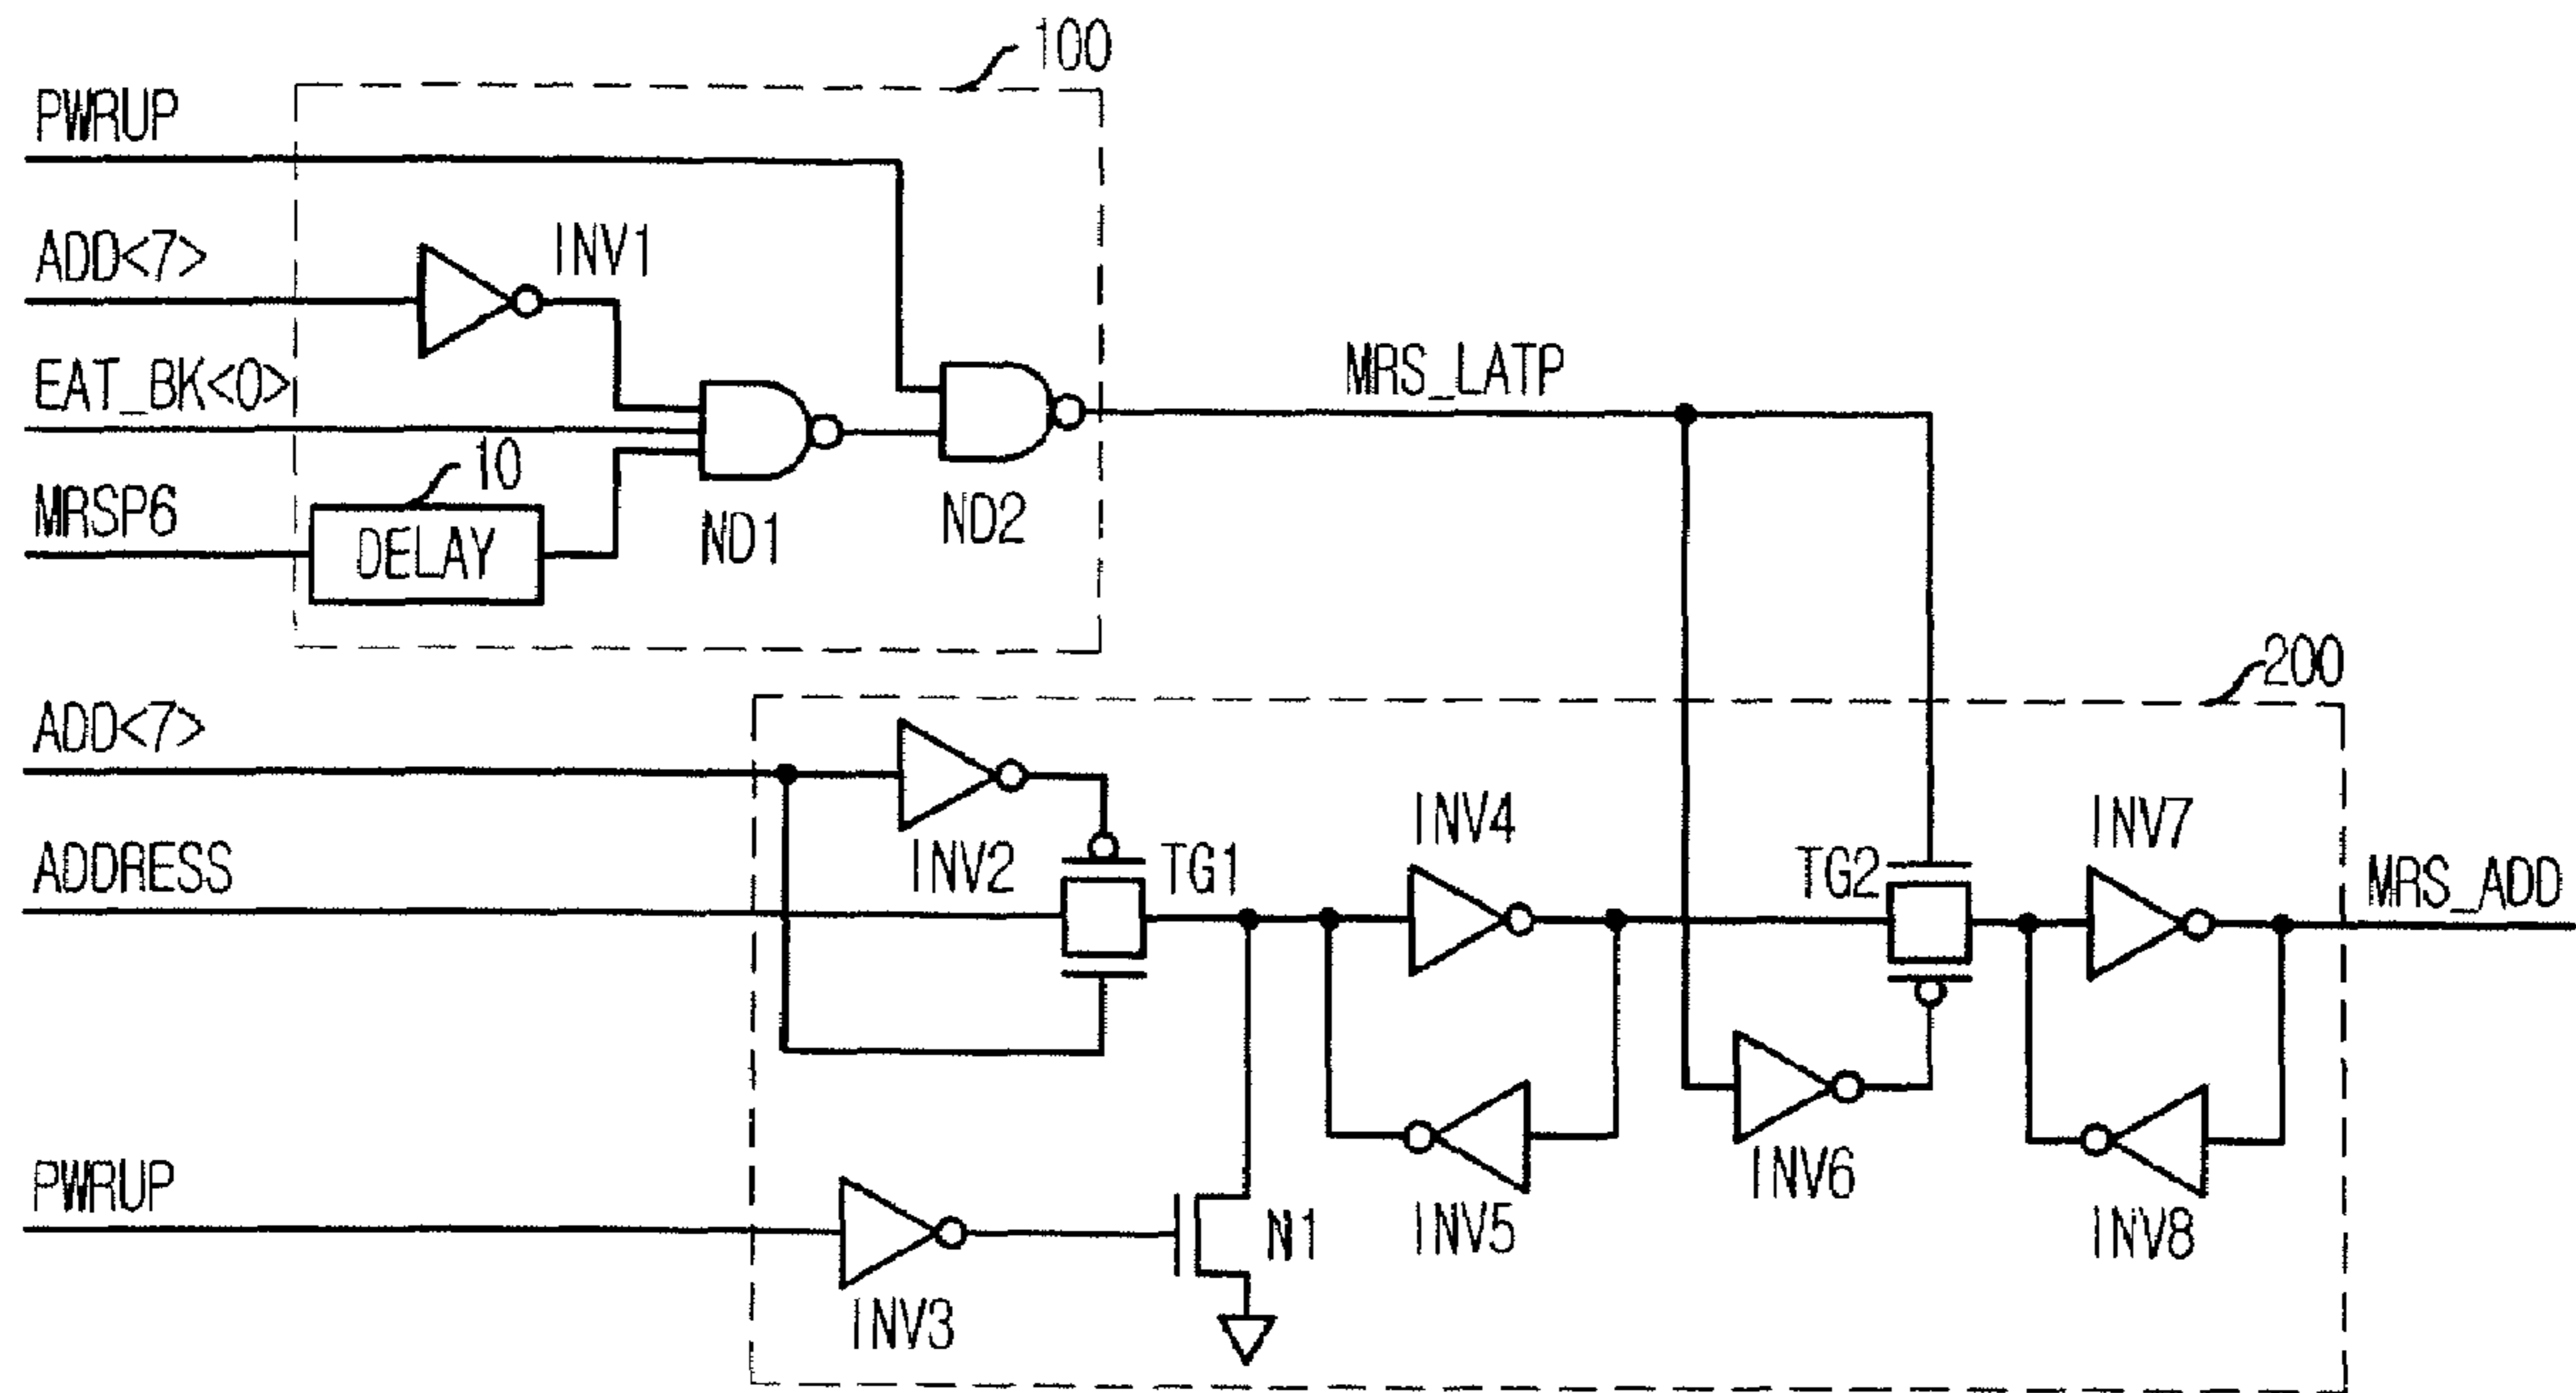 100
PWRUP
ADD<7>
INV1
EAT_BK<0>
MRS_LATP
10
MRSP6
DELAY
ND1
ND2
200
ADD<7>
INV4
INV7
ADDRESS
INV2
TG1
TG2
MRS_ADD
PWRUP
N1
INV5
INV6
INV8
INV3